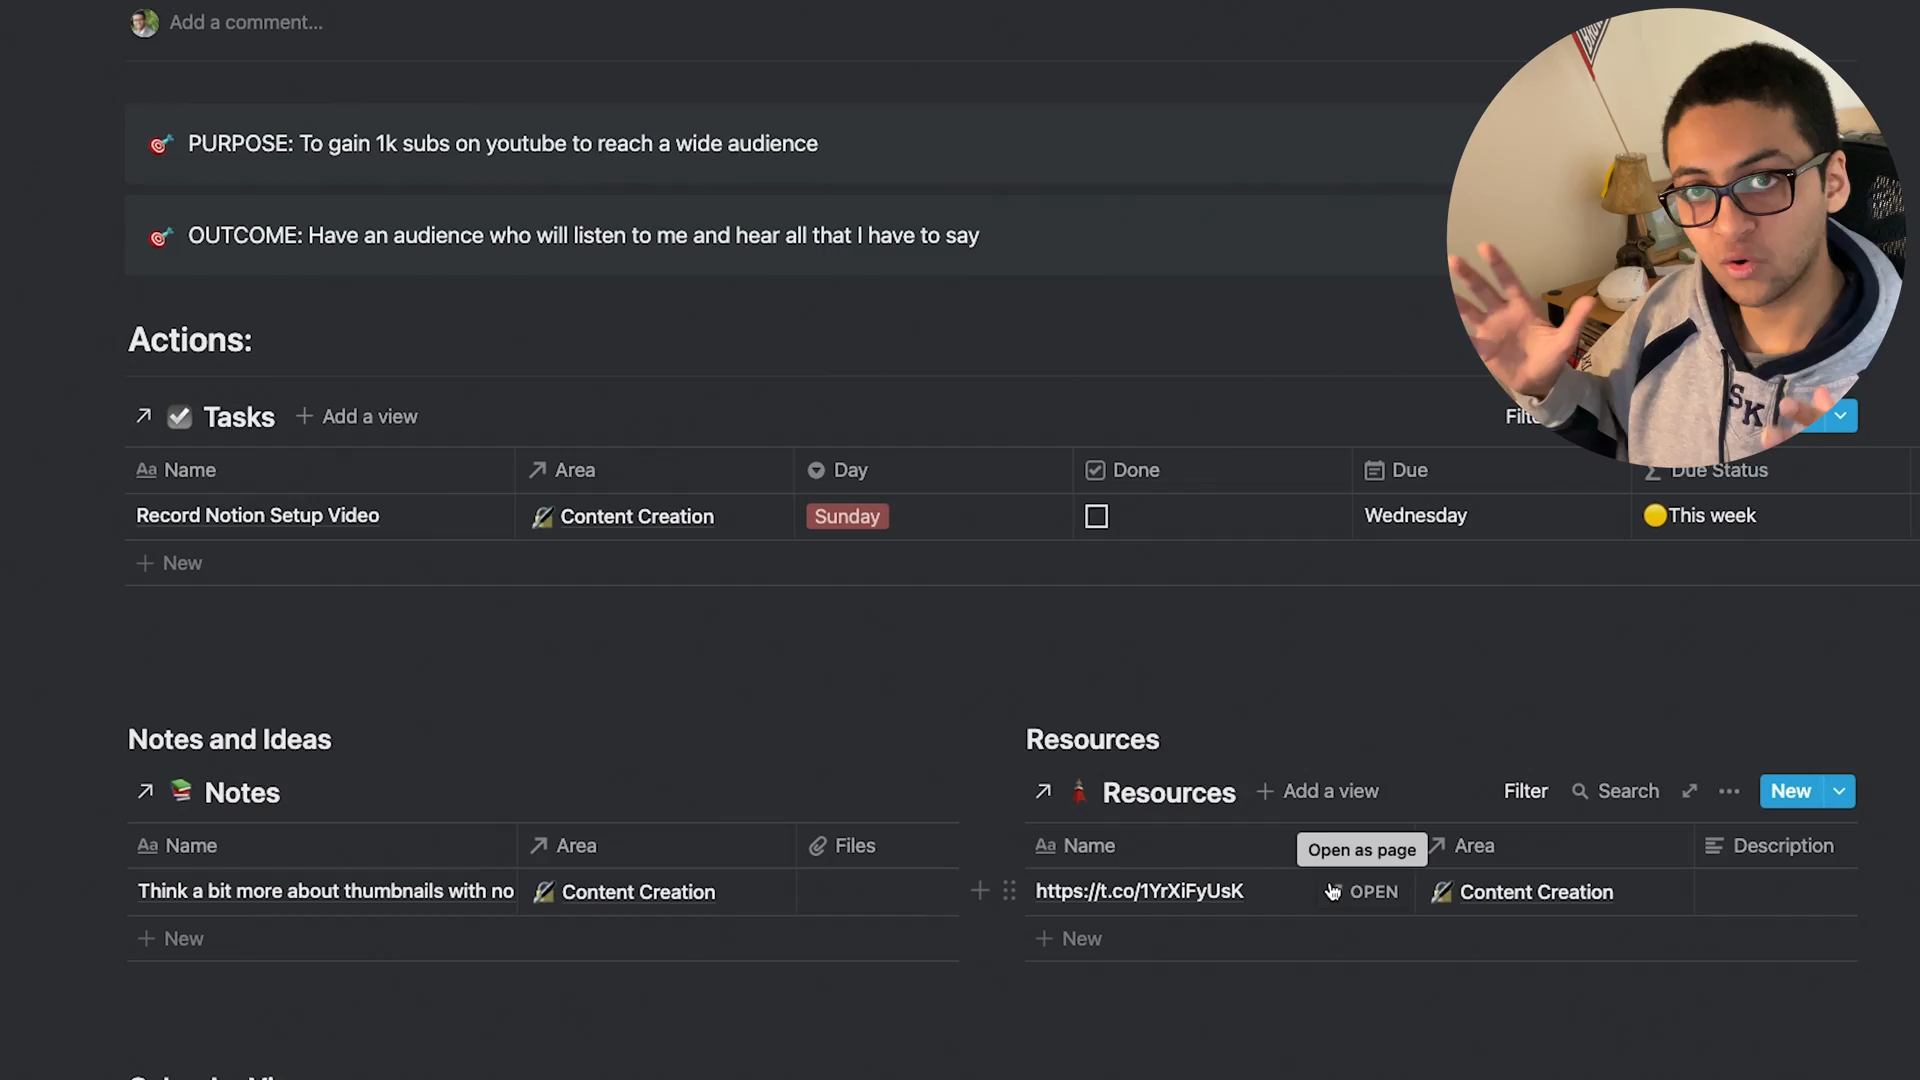 Add a comment...
PURPOSE: To gain 1k subs on youtube to reach a wide audience
OUTCOME: Have an audience who will listen to me and hear all that I have to say
Actions:
Tasks + Add a view
Aa Name Area Day Done Due Due Status
Record Notion Setup Video Content Creation Sunday Wednesday This week
+ New
Notes and Ideas
Notes
Aa Name Area Files
Think a bit more about thumbnails with no Content Creation
+ New
Resources
Resources + Add a view Filter Search ... New
Aa Name Open as page Area Description
https://t.co/1YrXiFyUsK OPEN Content Creation
+ New
SK